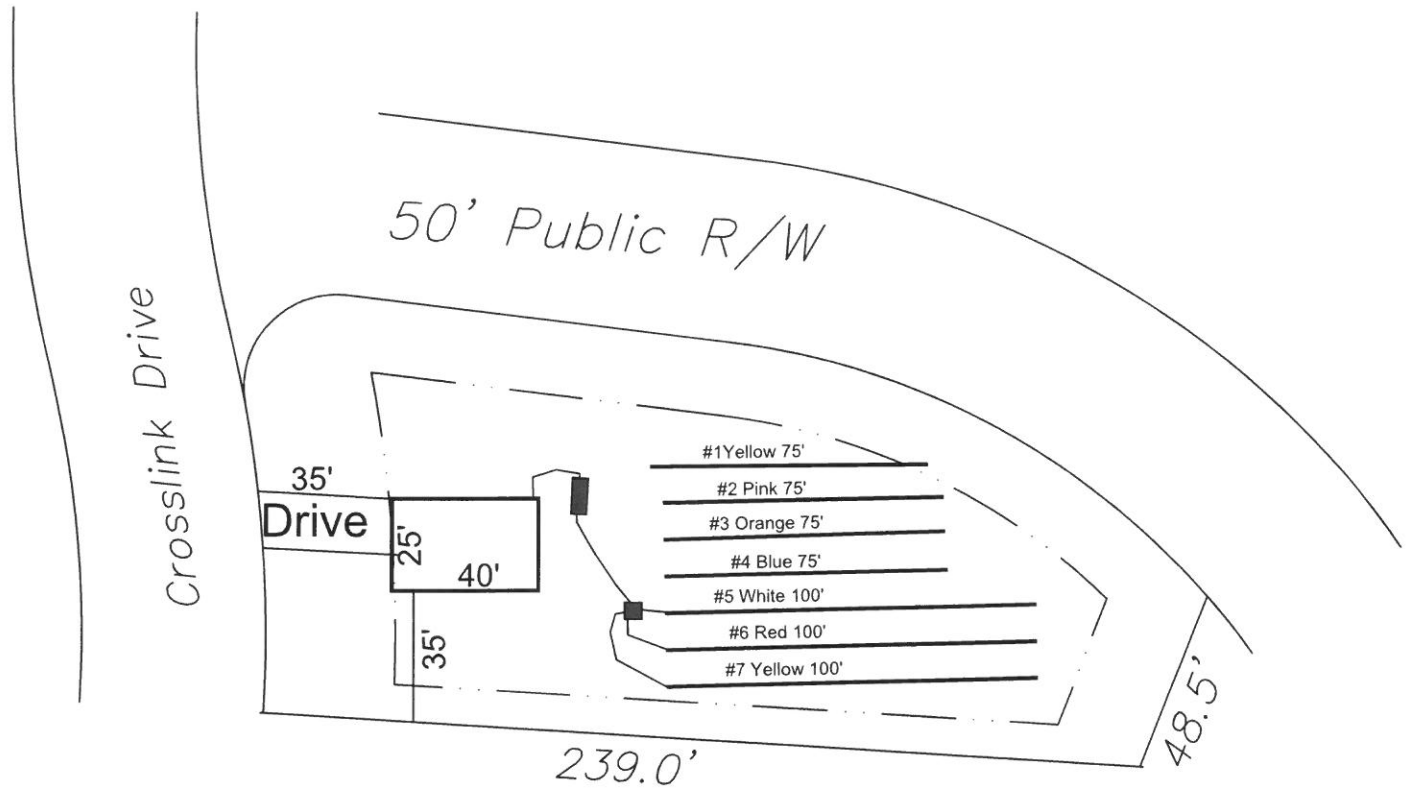 50' Public R/W
Crosslink Drive
35'
Drive
25'
40'
35'
#1Yellow 75'
#2 Pink 75'
#3 Orange 75'
#4 Blue 75'
#5 White 100'
#6 Red 100'
#7 Yellow 100'
239.0'
48.5'